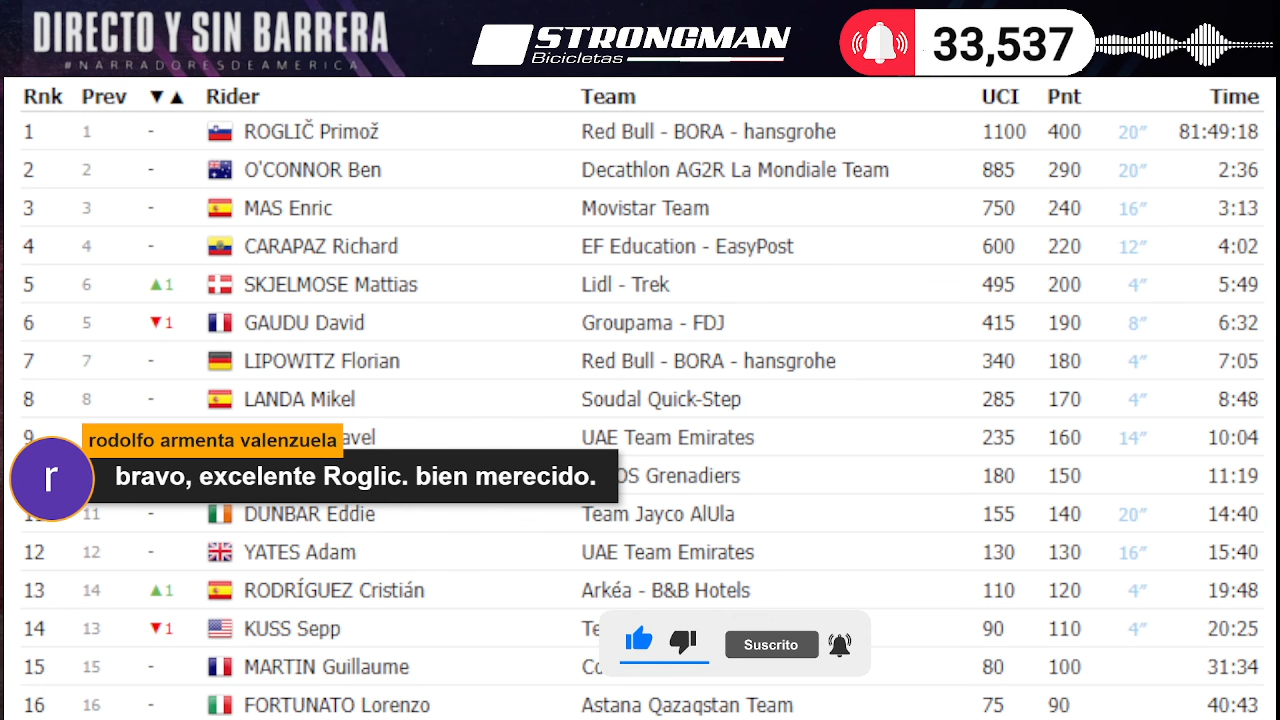 DIRECTO Y SIN BARRERA
#NARRADORESDEAMERICA
STRONGMAN
Bicicletas
33,537
Rnk Prev ▼▲ Rider Team UCI Pnt Time
1 1 - ROGLIČ Primož Red Bull - BORA - hansgrohe 1100 400 20″ 81:49:18
2 2 - O'CONNOR Ben Decathlon AG2R La Mondiale Team 885 290 20″ 2:36
3 3 - MAS Enric Movistar Team 750 240 16″ 3:13
4 4 - CARAPAZ Richard EF Education - EasyPost 600 220 12″ 4:02
5 6 ▲1 SKJELMOSE Mattias Lidl - Trek 495 200 4″ 5:49
6 5 ▼1 GAUDU David Groupama - FDJ 415 190 8″ 6:32
7 7 - LIPOWITZ Florian Red Bull - BORA - hansgrohe 340 180 4″ 7:05
8 8 - LANDA Mikel Soudal Quick-Step 285 170 4″ 8:48
9 UAE Team Emirates 235 160 14″ 10:04
rodolfo armenta valenzuela
r
bravo, excelente Roglic. bien merecido.
Grenadiers 180 150 11:19
11 11 - DUNBAR Eddie Team Jayco AlUla 155 140 20″ 14:40
12 12 - YATES Adam UAE Team Emirates 130 130 16″ 15:40
13 14 ▲1 RODRÍGUEZ Cristián Arkéa - B&B Hotels 110 120 4″ 19:48
14 13 ▼1 KUSS Sepp 90 110 4″ 20:25
Suscrito
15 15 - MARTIN Guillaume 80 100 31:34
16 16 - FORTUNATO Lorenzo Astana Qazaqstan Team 75 90 40:43